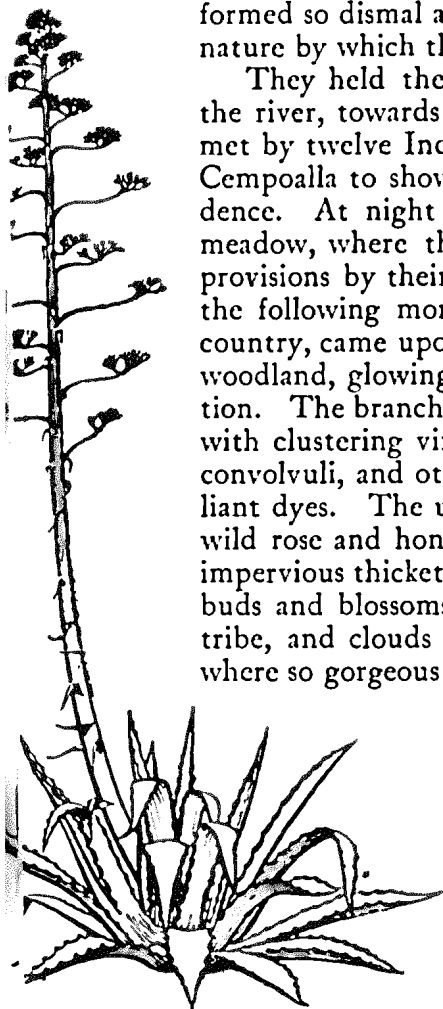 formed so dismal a
nature by which th
They held the
the river, towards
met by twelve Ind
Cempoalla to show
dence. At night
meadow, where th
provisions by their
the following mor
country, came upo
woodland, glowing
tion. The branch
with clustering vi
convolvuli, and ot
liant dyes. The u
wild rose and hon
impervious thicket
buds and blossoms
tribe, and clouds
where so gorgeous